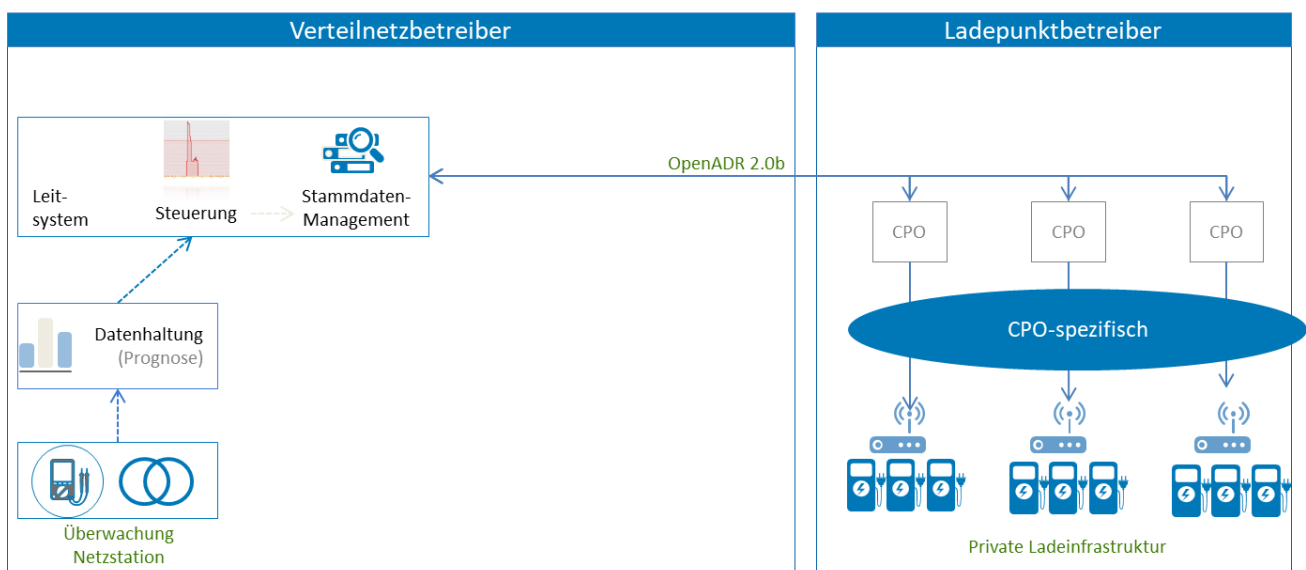 Verteilnetzbetreiber
Ladepunktbetreiber
OpenADR 2.0b
Leit-
system
Steuerung
Stammdaten-
Management
CPO
CPO
CPO
Datenhaltung
(Prognose)
CPO-spezifisch
Überwachung
Netzstation
Private Ladeinfrastruktur